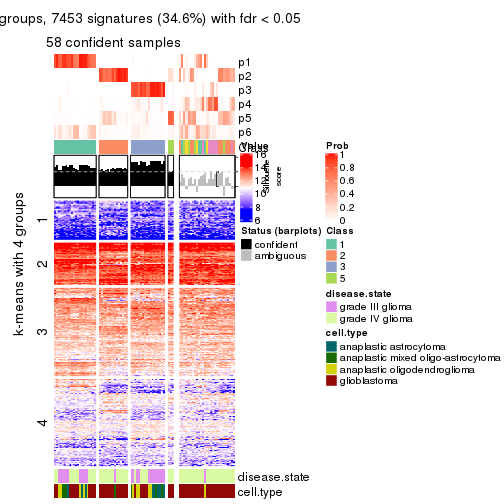 groups, 7453 signatures (34.6%) with fdr < 0.05
58 confident samples
p1
p2
p3
p4
p5
p6
Class
Silhouette
score
1
2
3
4
k-means with 4 groups
disease.state
cell.type
Value
16
14
12
10
8
6
Prob
1
0.8
0.6
0.4
0.2
0
Status (barplots)
confident
ambiguous
Class
1
2
3
5
disease.state
grade III glioma
grade IV glioma
cell.type
anaplastic astrocytoma
anaplastic mixed oligo-astrocytoma
anaplastic oligodendroglioma
glioblastoma